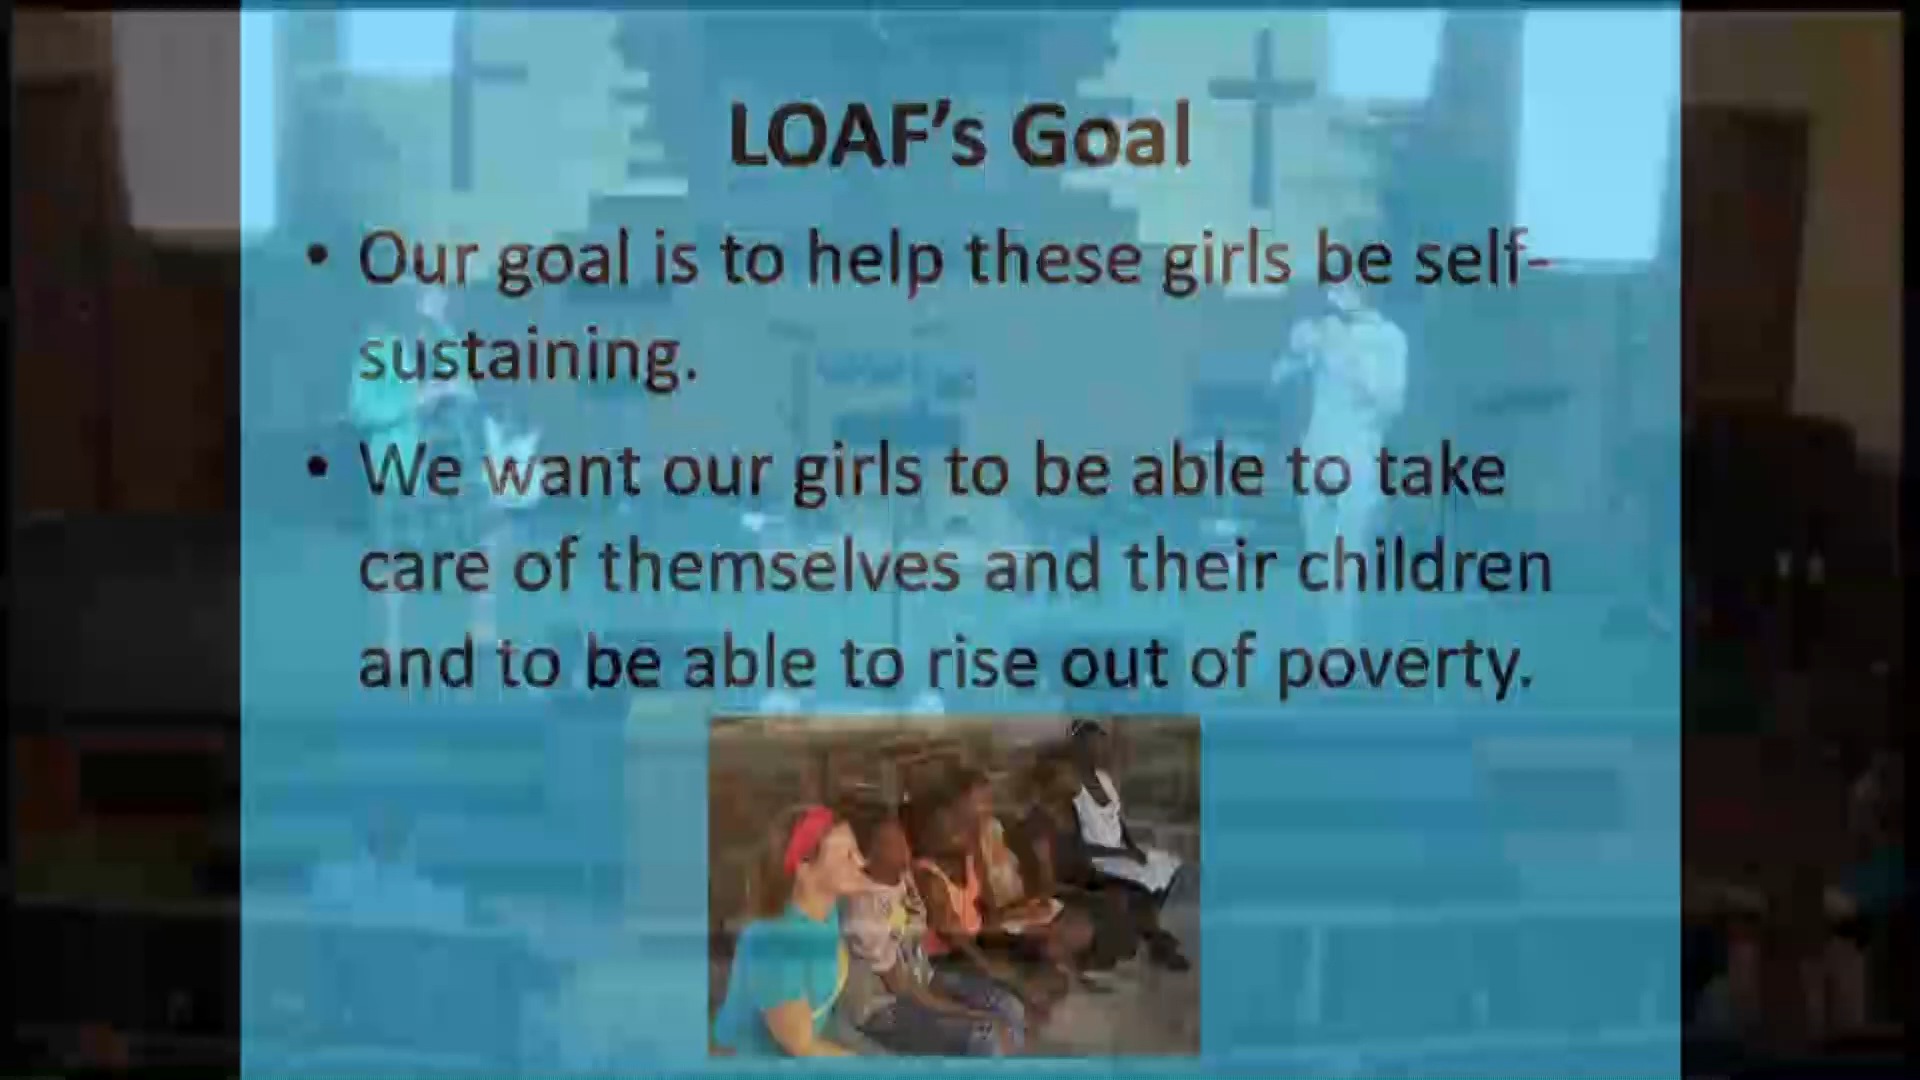 LOAF's Goal
• Our goal is to help these girls be self-
sustaining.
• We want our girls to be able to take
care of themselves and their children
and to be able to rise out of poverty.